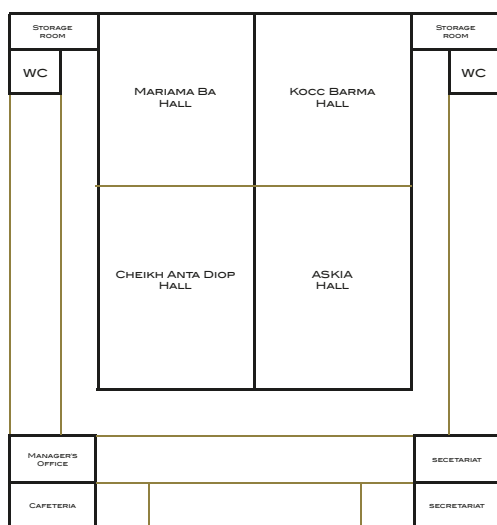 Storage
room
Storage
room
WC
WC
Mariama Ba
Hall
Kocc Barma
Hall
Cheikh Anta Diop
Hall
ASKIA
Hall
Manager's
Office
secetariat
Cafeteria
secretariat